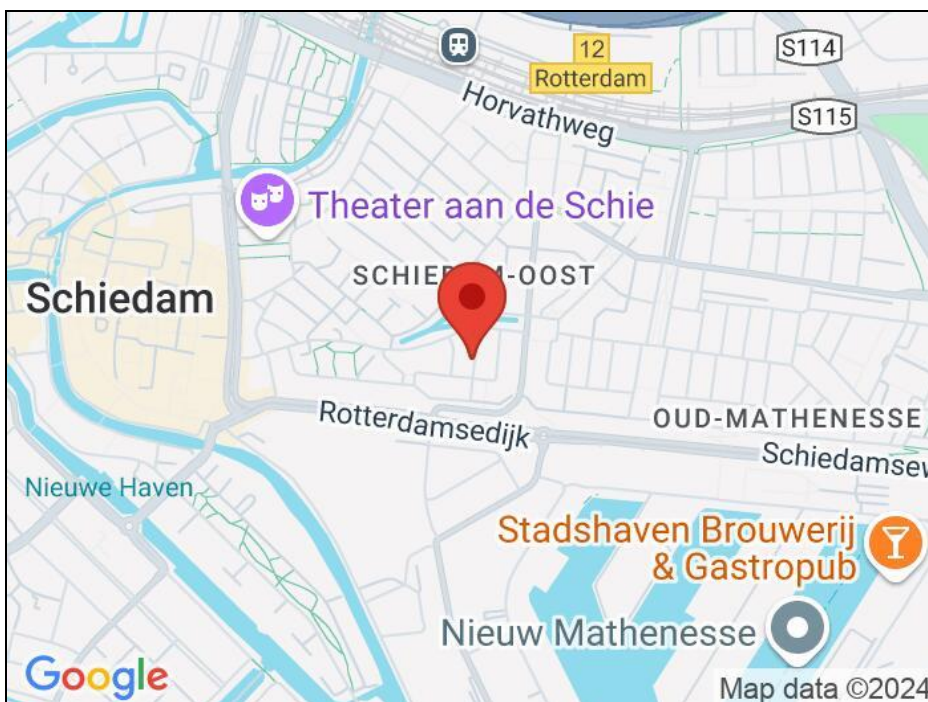 12
Rotterdam
S114
Horvathweg
S115
Theater aan de Schie
SCHIEDAM-OOST
Schiedam
OUD-MATHENESSE
Rotterdamsedijk
Schiedamsew
Nieuwe Haven
Stadshaven Brouwerij
& Gastropub
Nieuw Mathenesse
Google
Map data ©2024